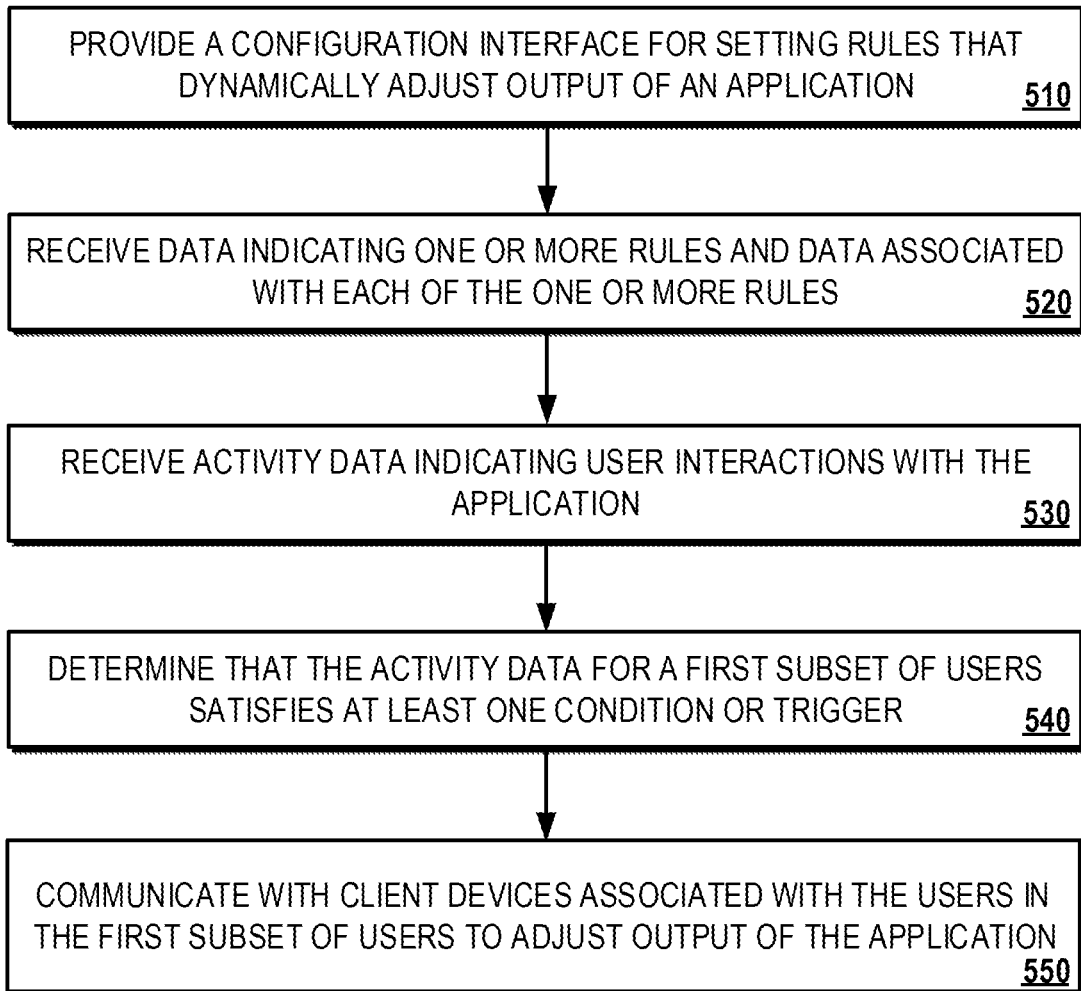 PROVIDE A CONFIGURATION INTERFACE FOR SETTING RULES THAT
DYNAMICALLY ADJUST OUTPUT OF AN APPLICATION
510
RECEIVE DATA INDICATING ONE OR MORE RULES AND DATA ASSOCIATED
WITH EACH OF THE ONE OR MORE RULES
520
RECEIVE ACTIVITY DATA INDICATING USER INTERACTIONS WITH THE
APPLICATION
530
DETERMINE THAT THE ACTIVITY DATA FOR A FIRST SUBSET OF USERS
SATISFIES AT LEAST ONE CONDITION OR TRIGGER
540
COMMUNICATE WITH CLIENT DEVICES ASSOCIATED WITH THE USERS IN
THE FIRST SUBSET OF USERS TO ADJUST OUTPUT OF THE APPLICATION
550